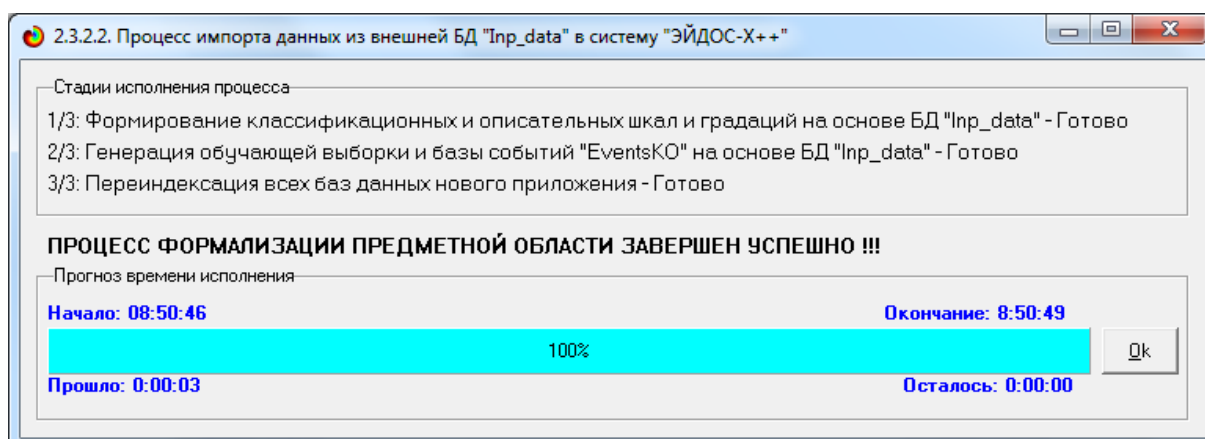 2.3.2.2. Процесс импорта данных из внешней БД "Inp_data" в систему "ЭЙДОС-X++"
Стадии исполнения процесса
1/3: Формирование классификационных и описательных шкал и градаций на основе БД "Inp_data" - Готово
2/3: Генерация обучающей выборки и базы событий "EventsKO" на основе БД "Inp_data" - Готово
3/3: Переиндексация всех баз данных нового приложения - Готово
ПРОЦЕСС ФОРМАЛИЗАЦИИ ПРЕДМЕТНОЙ ОБЛАСТИ ЗАВЕРШЕН УСПЕШНО !!!
Прогноз времени исполнения
Начало: 08:50:46 Окончание: 8:50:49
100% Ok
Прошло: 0:00:03 Осталось: 0:00:00